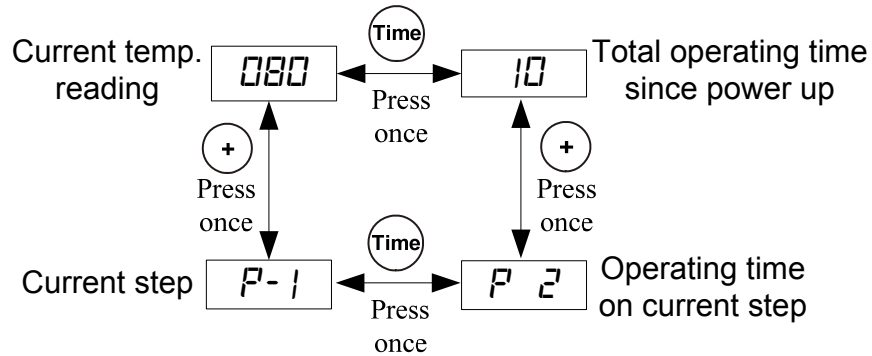 Time
Current temp.
reading
080
Press
once
10
Total operating time
since power up
+
Press
once
+
Press
once
Time
Current step
P-1
Press
once
P 2
Operating time
on current step